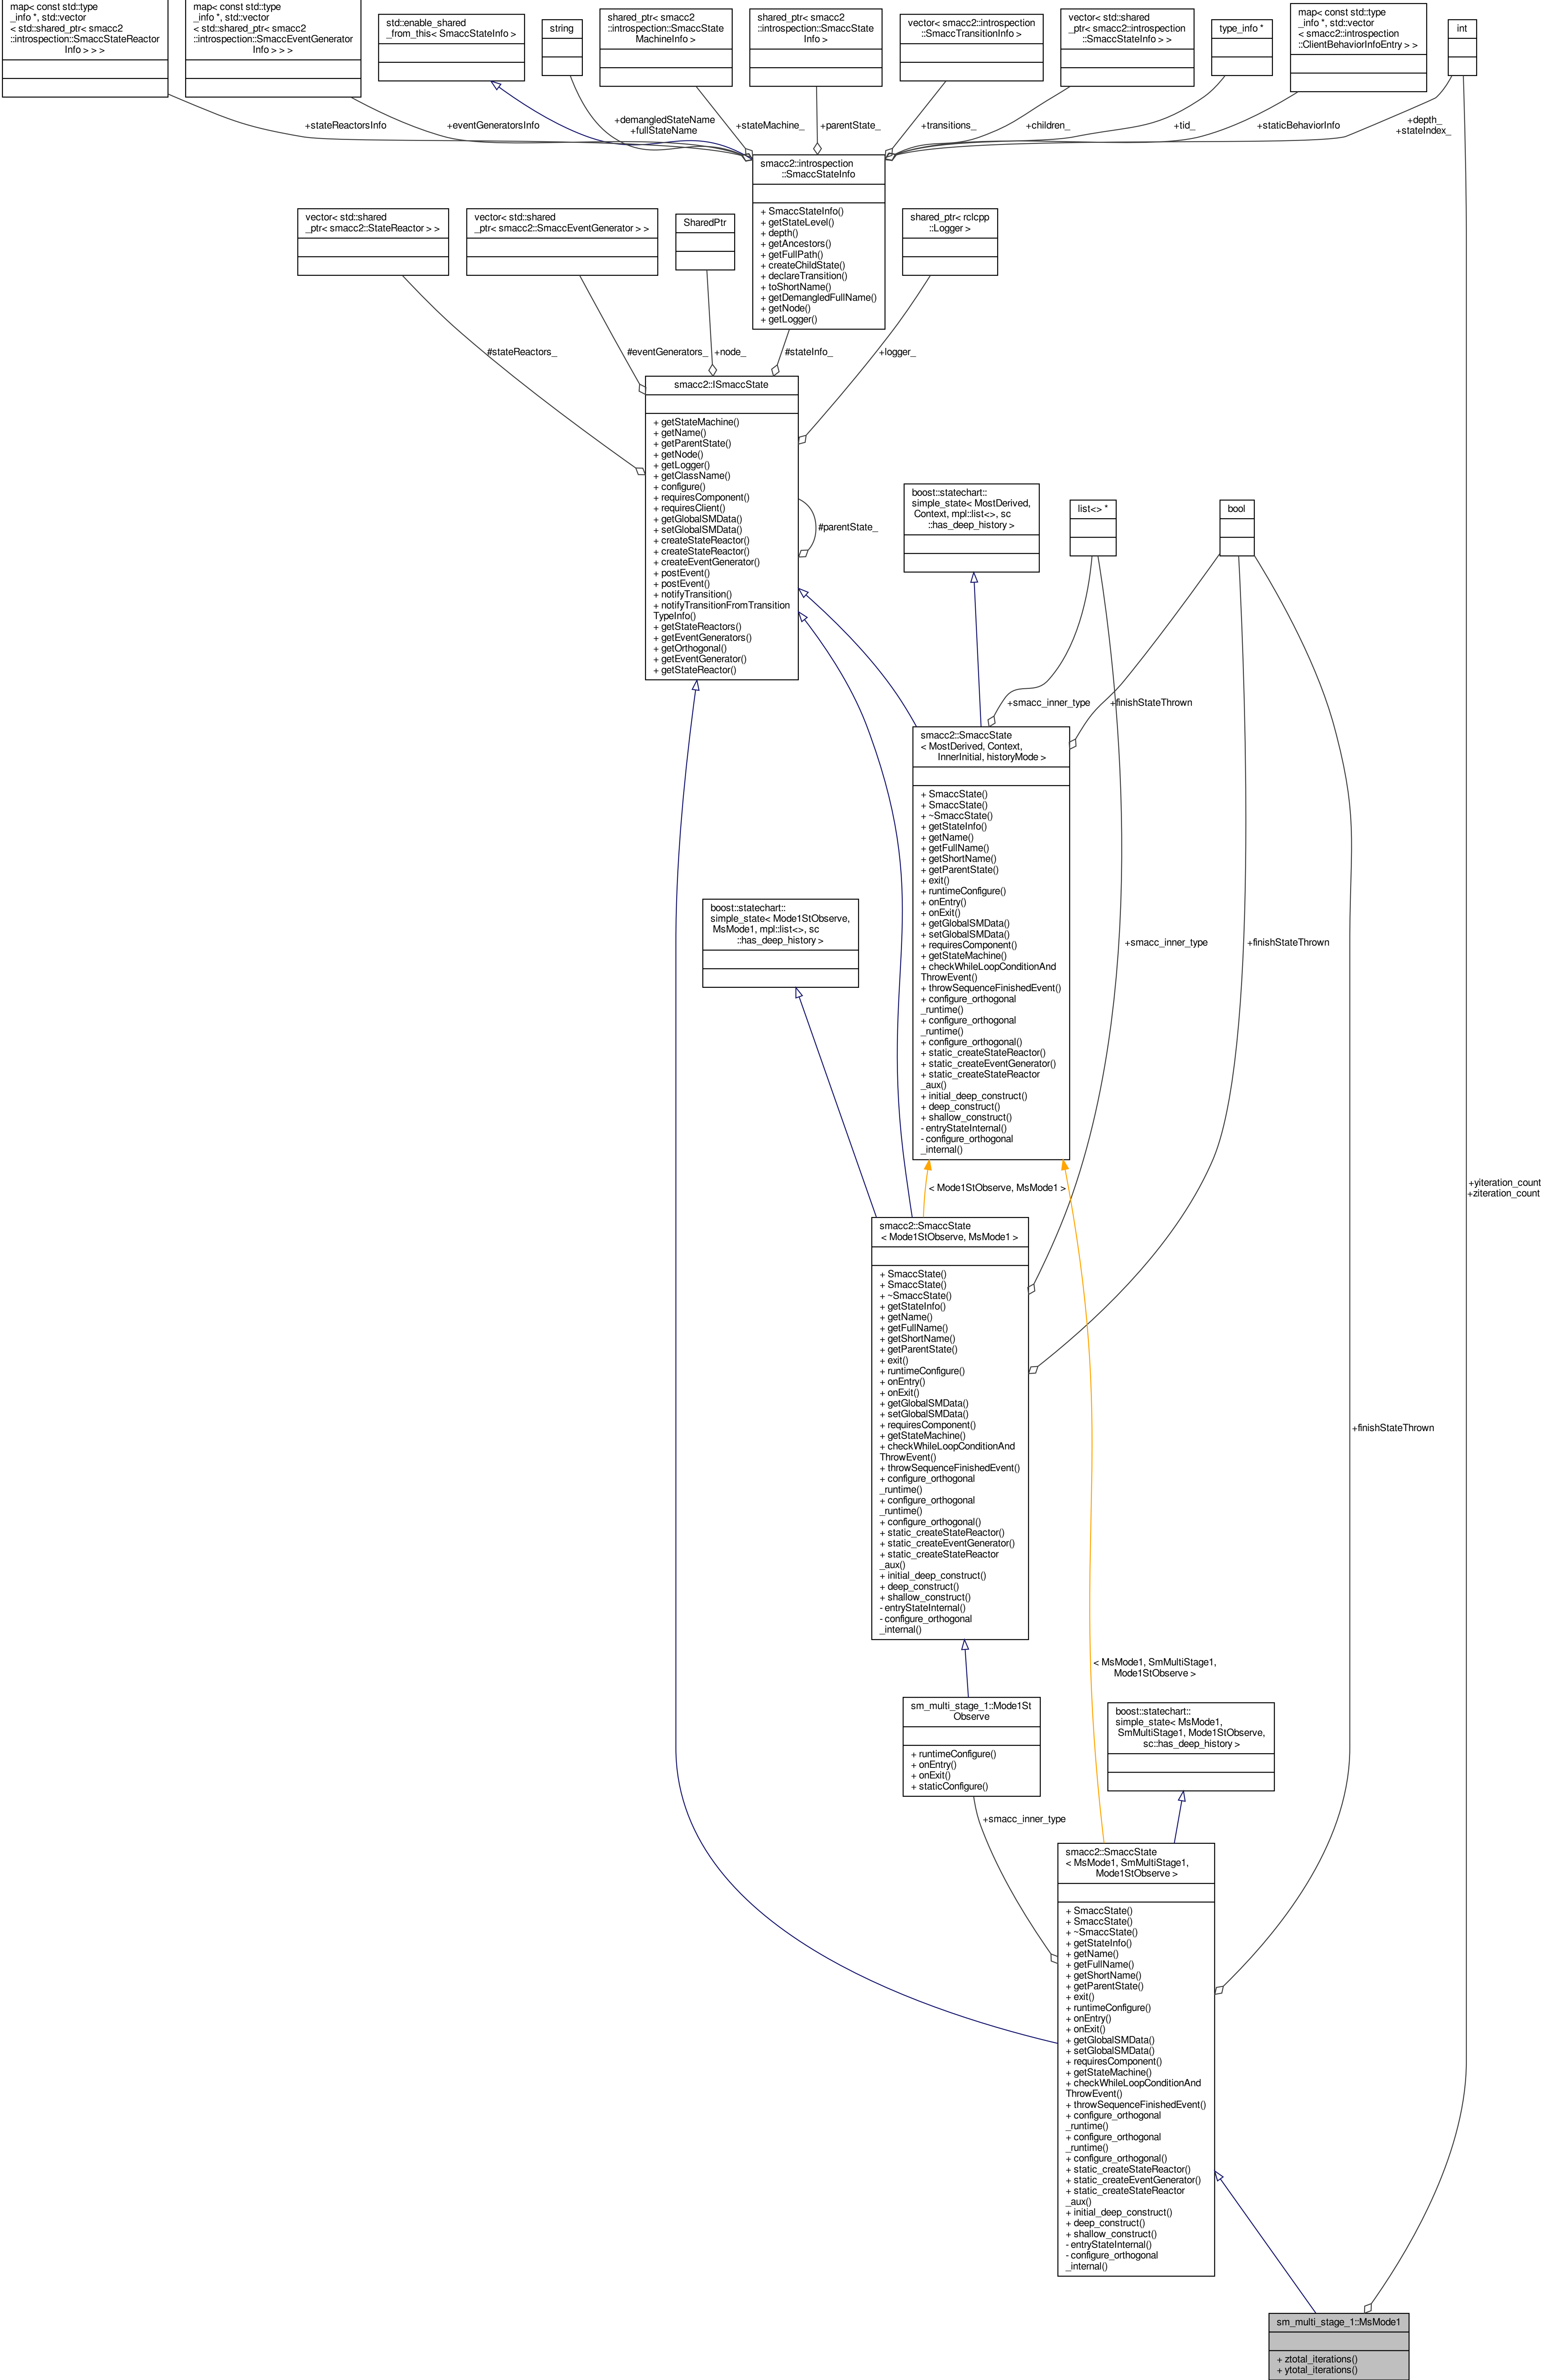 map< const std::type
_info *, std::vector
< std::shared_ptr< smacc2
::introspection::SmaccStateReactor
Info > > >
map< const std::type
_info *, std::vector
< std::shared_ptr< smacc2
::introspection::SmaccEventGenerator
Info > > >
std::enable_shared
_from_this< SmaccStateInfo >
string
shared_ptr< smacc2
::introspection::SmaccState
MachineInfo >
shared_ptr< smacc2
::introspection::SmaccState
Info >
vector< smacc2::introspection
::SmaccTransitionInfo >
vector< std::shared
_ptr< smacc2::introspection
::SmaccStateInfo > >
type_info *
map< const std::type
_info *, std::vector
< smacc2::introspection
::ClientBehaviorInfoEntry > >
int
+stateReactorsInfo
+eventGeneratorsInfo
+demangledStateName
+fullStateName
+stateMachine_
+parentState_
+transitions_
+children_
+tid_
+staticBehaviorInfo
+depth_
+stateIndex_
smacc2::introspection
::SmaccStateInfo
+ SmaccStateInfo()
+ getStateLevel()
+ depth()
+ getAncestors()
+ getFullPath()
+ createChildState()
+ declareTransition()
+ toShortName()
+ getDemangledFullName()
+ getNode()
+ getLogger()
vector< std::shared
_ptr< smacc2::StateReactor > >
vector< std::shared
_ptr< smacc2::SmaccEventGenerator > >
SharedPtr
shared_ptr< rclcpp
::Logger >
#stateReactors_
#eventGenerators_
+node_
#stateInfo_
+logger_
smacc2::ISmaccState
+ getStateMachine()
+ getName()
+ getParentState()
+ getNode()
+ getLogger()
+ getClassName()
+ configure()
+ requiresComponent()
+ requiresClient()
+ getGlobalSMData()
+ setGlobalSMData()
+ createStateReactor()
+ createStateReactor()
+ createEventGenerator()
+ postEvent()
+ postEvent()
+ notifyTransition()
+ notifyTransitionFromTransition
TypeInfo()
+ getStateReactors()
+ getEventGenerators()
+ getOrthogonal()
+ getEventGenerator()
+ getStateReactor()
#parentState_
boost::statechart::
simple_state< MostDerived,
Context, mpl::list<>, sc
::has_deep_history >
list<> *
bool
+smacc_inner_type
+finishStateThrown
smacc2::SmaccState
< MostDerived, Context,
InnerInitial, historyMode >
+ SmaccState()
+ SmaccState()
+ ~SmaccState()
+ getStateInfo()
+ getName()
+ getFullName()
+ getShortName()
+ getParentState()
+ exit()
+ runtimeConfigure()
+ onEntry()
+ onExit()
+ getGlobalSMData()
+ setGlobalSMData()
+ requiresComponent()
+ getStateMachine()
+ checkWhileLoopConditionAnd
ThrowEvent()
+ throwSequenceFinishedEvent()
+ configure_orthogonal
_runtime()
+ configure_orthogonal
_runtime()
+ configure_orthogonal()
+ static_createStateReactor()
+ static_createEventGenerator()
+ static_createStateReactor
_aux()
+ initial_deep_construct()
+ deep_construct()
+ shallow_construct()
- entryStateInternal()
- configure_orthogonal
_internal()
boost::statechart::
simple_state< Mode1StObserve,
MsMode1, mpl::list<>, sc
::has_deep_history >
+smacc_inner_type
+finishStateThrown
< Mode1StObserve, MsMode1 >
+yiteration_count
+ziteration_count
smacc2::SmaccState
< Mode1StObserve, MsMode1 >
+ SmaccState()
+ SmaccState()
+ ~SmaccState()
+ getStateInfo()
+ getName()
+ getFullName()
+ getShortName()
+ getParentState()
+ exit()
+ runtimeConfigure()
+ onEntry()
+ onExit()
+ getGlobalSMData()
+ setGlobalSMData()
+ requiresComponent()
+ getStateMachine()
+ checkWhileLoopConditionAnd
ThrowEvent()
+ throwSequenceFinishedEvent()
+ configure_orthogonal
_runtime()
+ configure_orthogonal
_runtime()
+ configure_orthogonal()
+ static_createStateReactor()
+ static_createEventGenerator()
+ static_createStateReactor
_aux()
+ initial_deep_construct()
+ deep_construct()
+ shallow_construct()
- entryStateInternal()
- configure_orthogonal
_internal()
+finishStateThrown
< MsMode1, SmMultiStage1,
Mode1StObserve >
sm_multi_stage_1::Mode1St
Observe
+ runtimeConfigure()
+ onEntry()
+ onExit()
+ staticConfigure()
boost::statechart::
simple_state< MsMode1,
SmMultiStage1, Mode1StObserve,
sc::has_deep_history >
+smacc_inner_type
smacc2::SmaccState
< MsMode1, SmMultiStage1,
Mode1StObserve >
+ SmaccState()
+ SmaccState()
+ ~SmaccState()
+ getStateInfo()
+ getName()
+ getFullName()
+ getShortName()
+ getParentState()
+ exit()
+ runtimeConfigure()
+ onEntry()
+ onExit()
+ getGlobalSMData()
+ setGlobalSMData()
+ requiresComponent()
+ getStateMachine()
+ checkWhileLoopConditionAnd
ThrowEvent()
+ throwSequenceFinishedEvent()
+ configure_orthogonal
_runtime()
+ configure_orthogonal
_runtime()
+ configure_orthogonal()
+ static_createStateReactor()
+ static_createEventGenerator()
+ static_createStateReactor
_aux()
+ initial_deep_construct()
+ deep_construct()
+ shallow_construct()
- entryStateInternal()
- configure_orthogonal
_internal()
sm_multi_stage_1::MsMode1
+ ztotal_iterations()
+ ytotal_iterations()